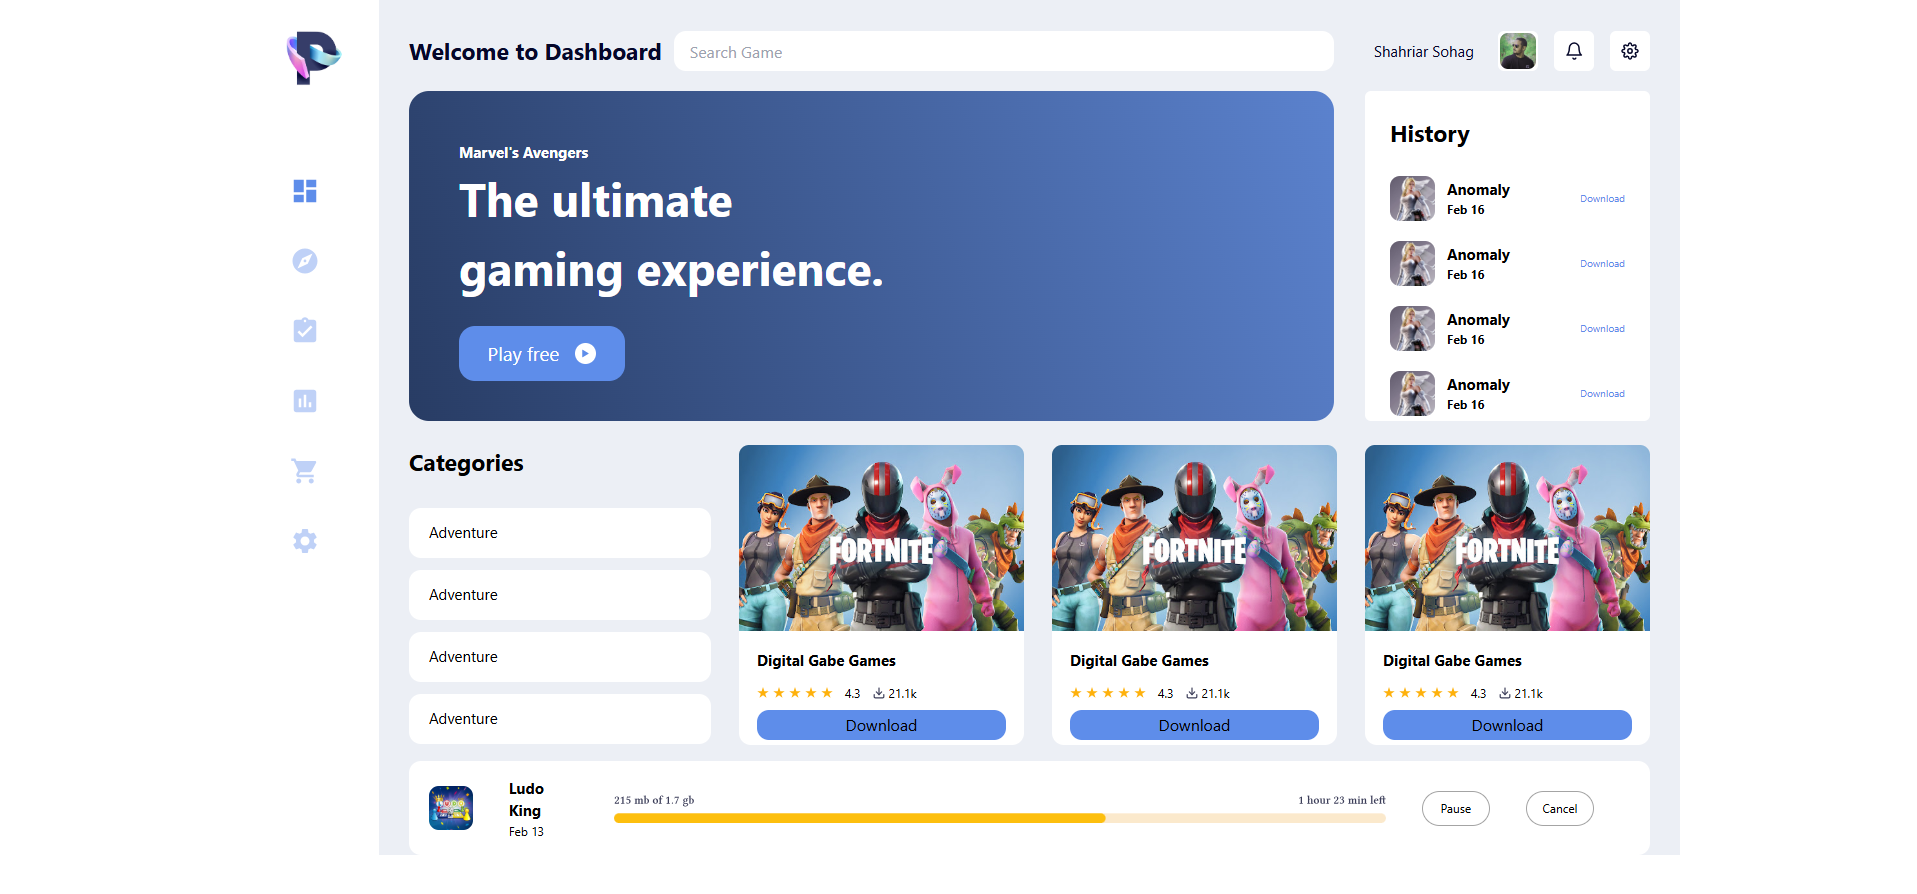 Welcome to Dashboard
Search Game
Shahriar Sohag
Marvel's Avengers
The ultimate
gaming experience.
Play free
History
Anomaly
Feb 16
Download
Anomaly
Feb 16
Download
Anomaly
Feb 16
Download
Anomaly
Feb 16
Download
Categories
Adventure
Adventure
Adventure
Adventure
FORTNITE
Digital Gabe Games
4.3 21.1k
Download
FORTNITE
Digital Gabe Games
4.3 21.1k
Download
FORTNITE
Digital Gabe Games
4.3 21.1k
Download
Ludo
King
Feb 13
215 mb of 1.7 gb
1 hour 23 min left
Pause
Cancel